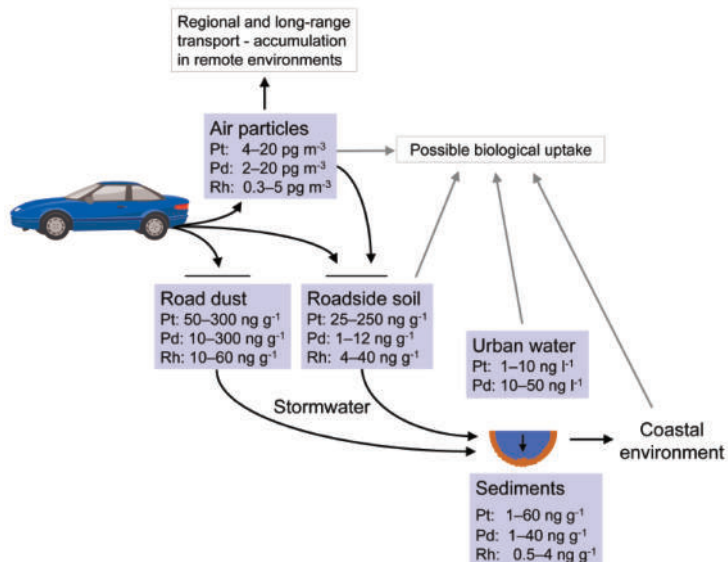 Regional and long-range
transport - accumulation
in remote environments
Air particles
Pt: 4–20 pg m⁻³
Pd: 2–20 pg m⁻³
Rh: 0.3–5 pg m⁻³
Possible biological uptake
Road dust
Pt: 50–300 ng g⁻¹
Pd: 10–300 ng g⁻¹
Rh: 10–60 ng g⁻¹
Roadside soil
Pt: 25–250 ng g⁻¹
Pd: 1–12 ng g⁻¹
Rh: 4–40 ng g⁻¹
Urban water
Pt: 1–10 ng l⁻¹
Pd: 10–50 ng l⁻¹
Stormwater
Coastal
environment
Sediments
Pt: 1–60 ng g⁻¹
Pd: 1–40 ng g⁻¹
Rh: 0.5–4 ng g⁻¹